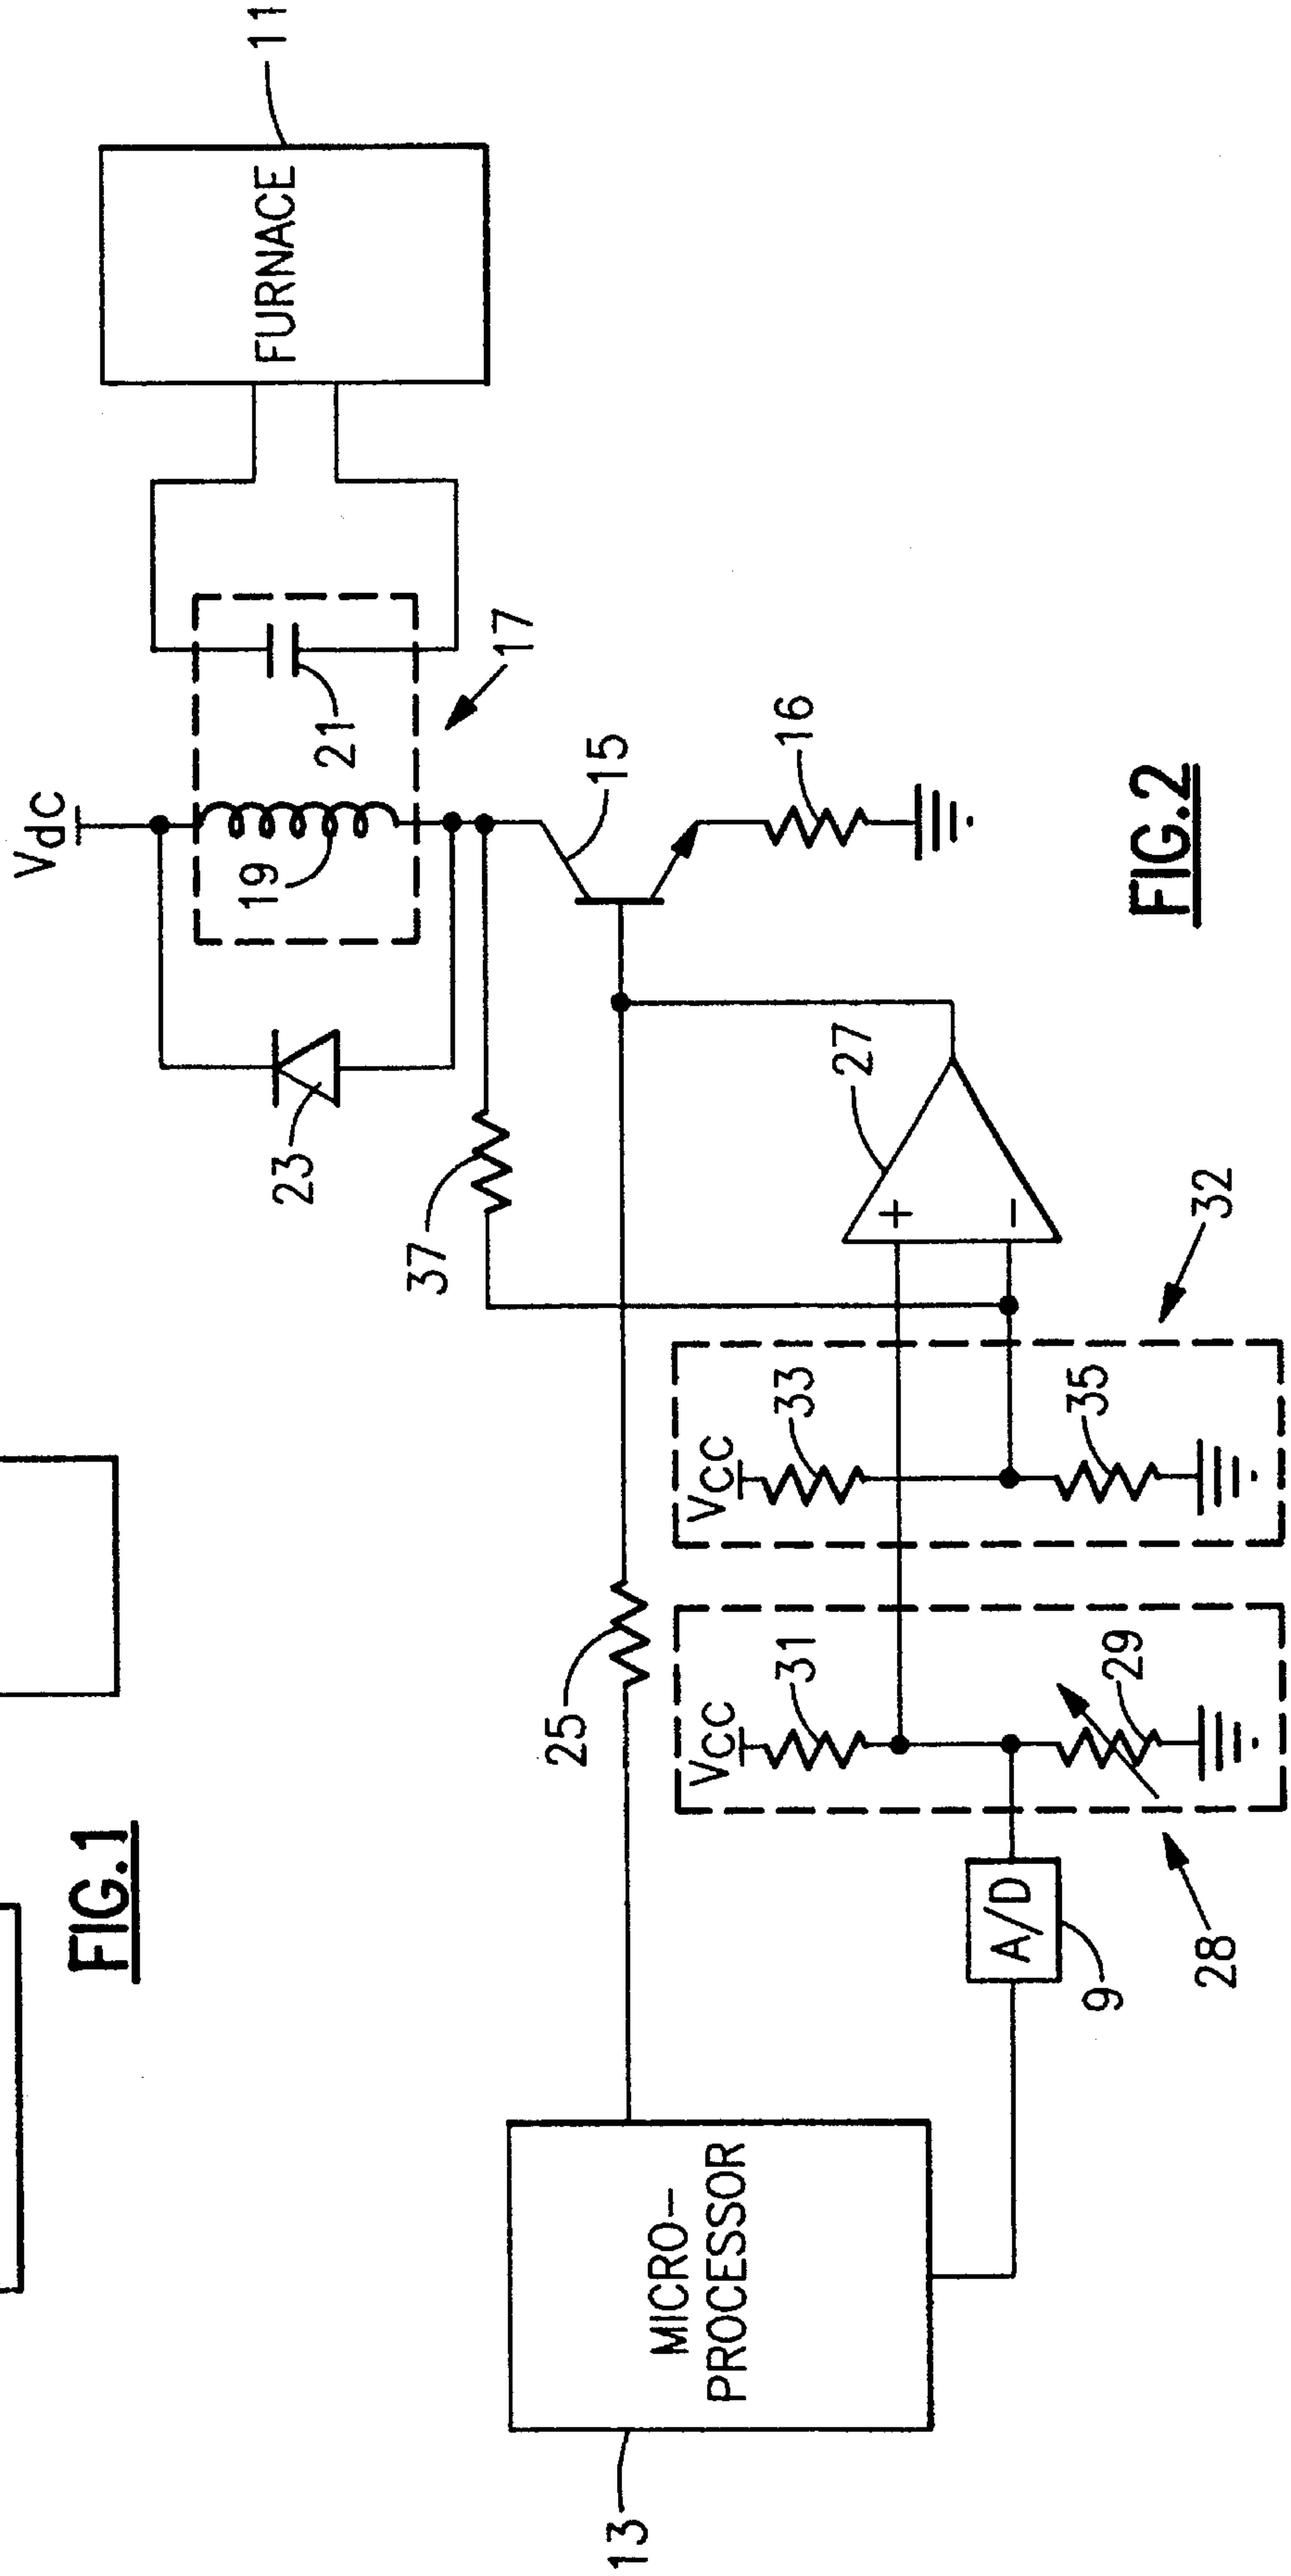 FIG.1
Vdc
19
21
17
23
37
15
16
FURNACE
11
MICRO-
PROCESSOR
13
25
27
+
-
Vcc
31
29
28
Vcc
33
35
32
A/D
9
FIG.2